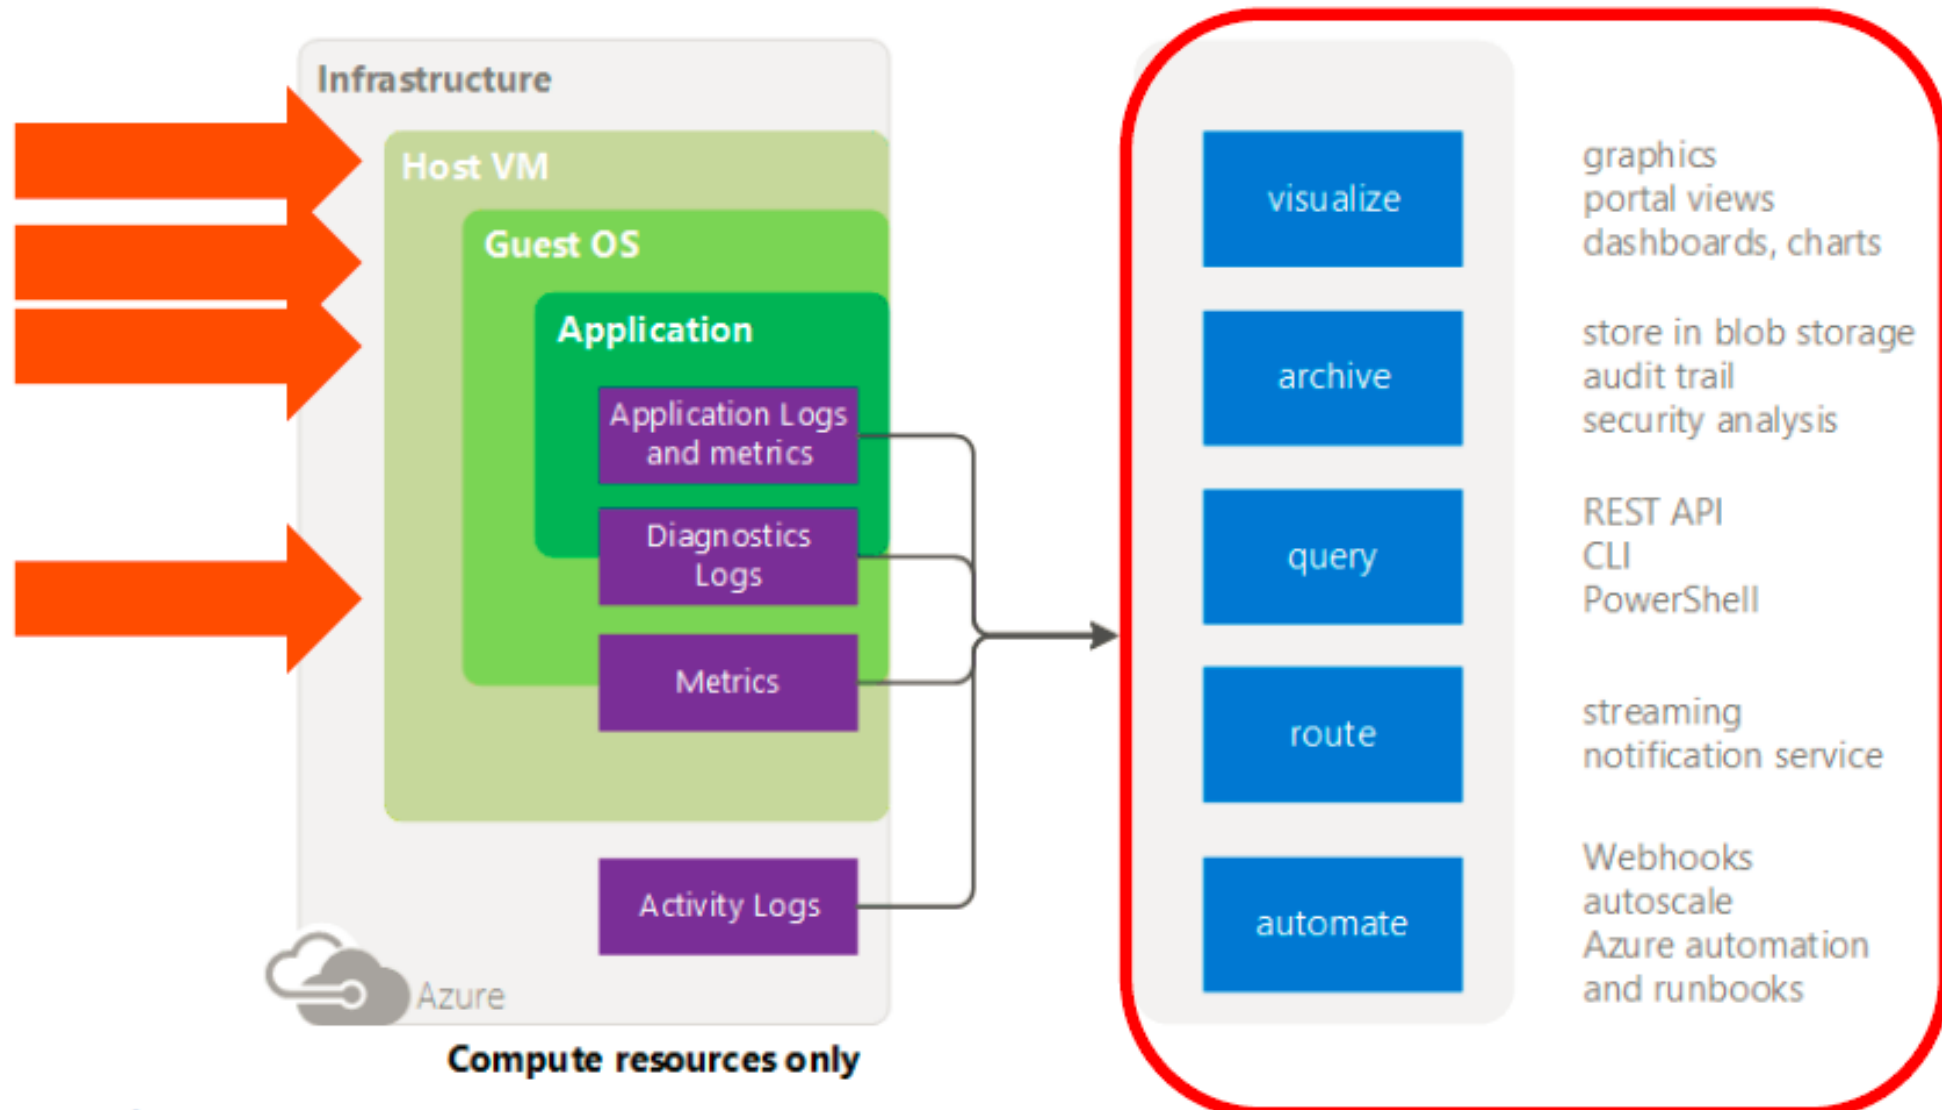 Infrastructure
Host VM
Guest OS
Application
Application Logs
and metrics
Diagnostics
Logs
Metrics
Activity Logs
Azure
Compute resources only
visualize
graphics
portal views
dashboards, charts
archive
store in blob storage
audit trail
security analysis
query
REST API
CLI
PowerShell
route
streaming
notification service
automate
Webhooks
autoscale
Azure automation
and runbooks